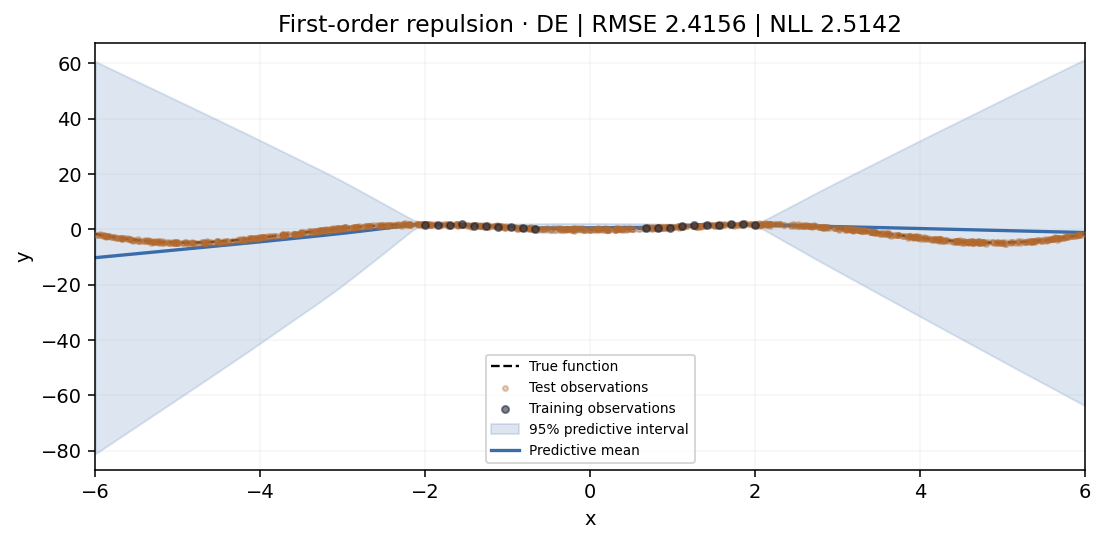 First-order repulsion · DE | RMSE 2.4156 | NLL 2.5142
60
40
20
0
−20
−40
−60
−80
y
True function
Test observations
Training observations
95% predictive interval
Predictive mean
−6
−4
−2
0
2
4
6
x